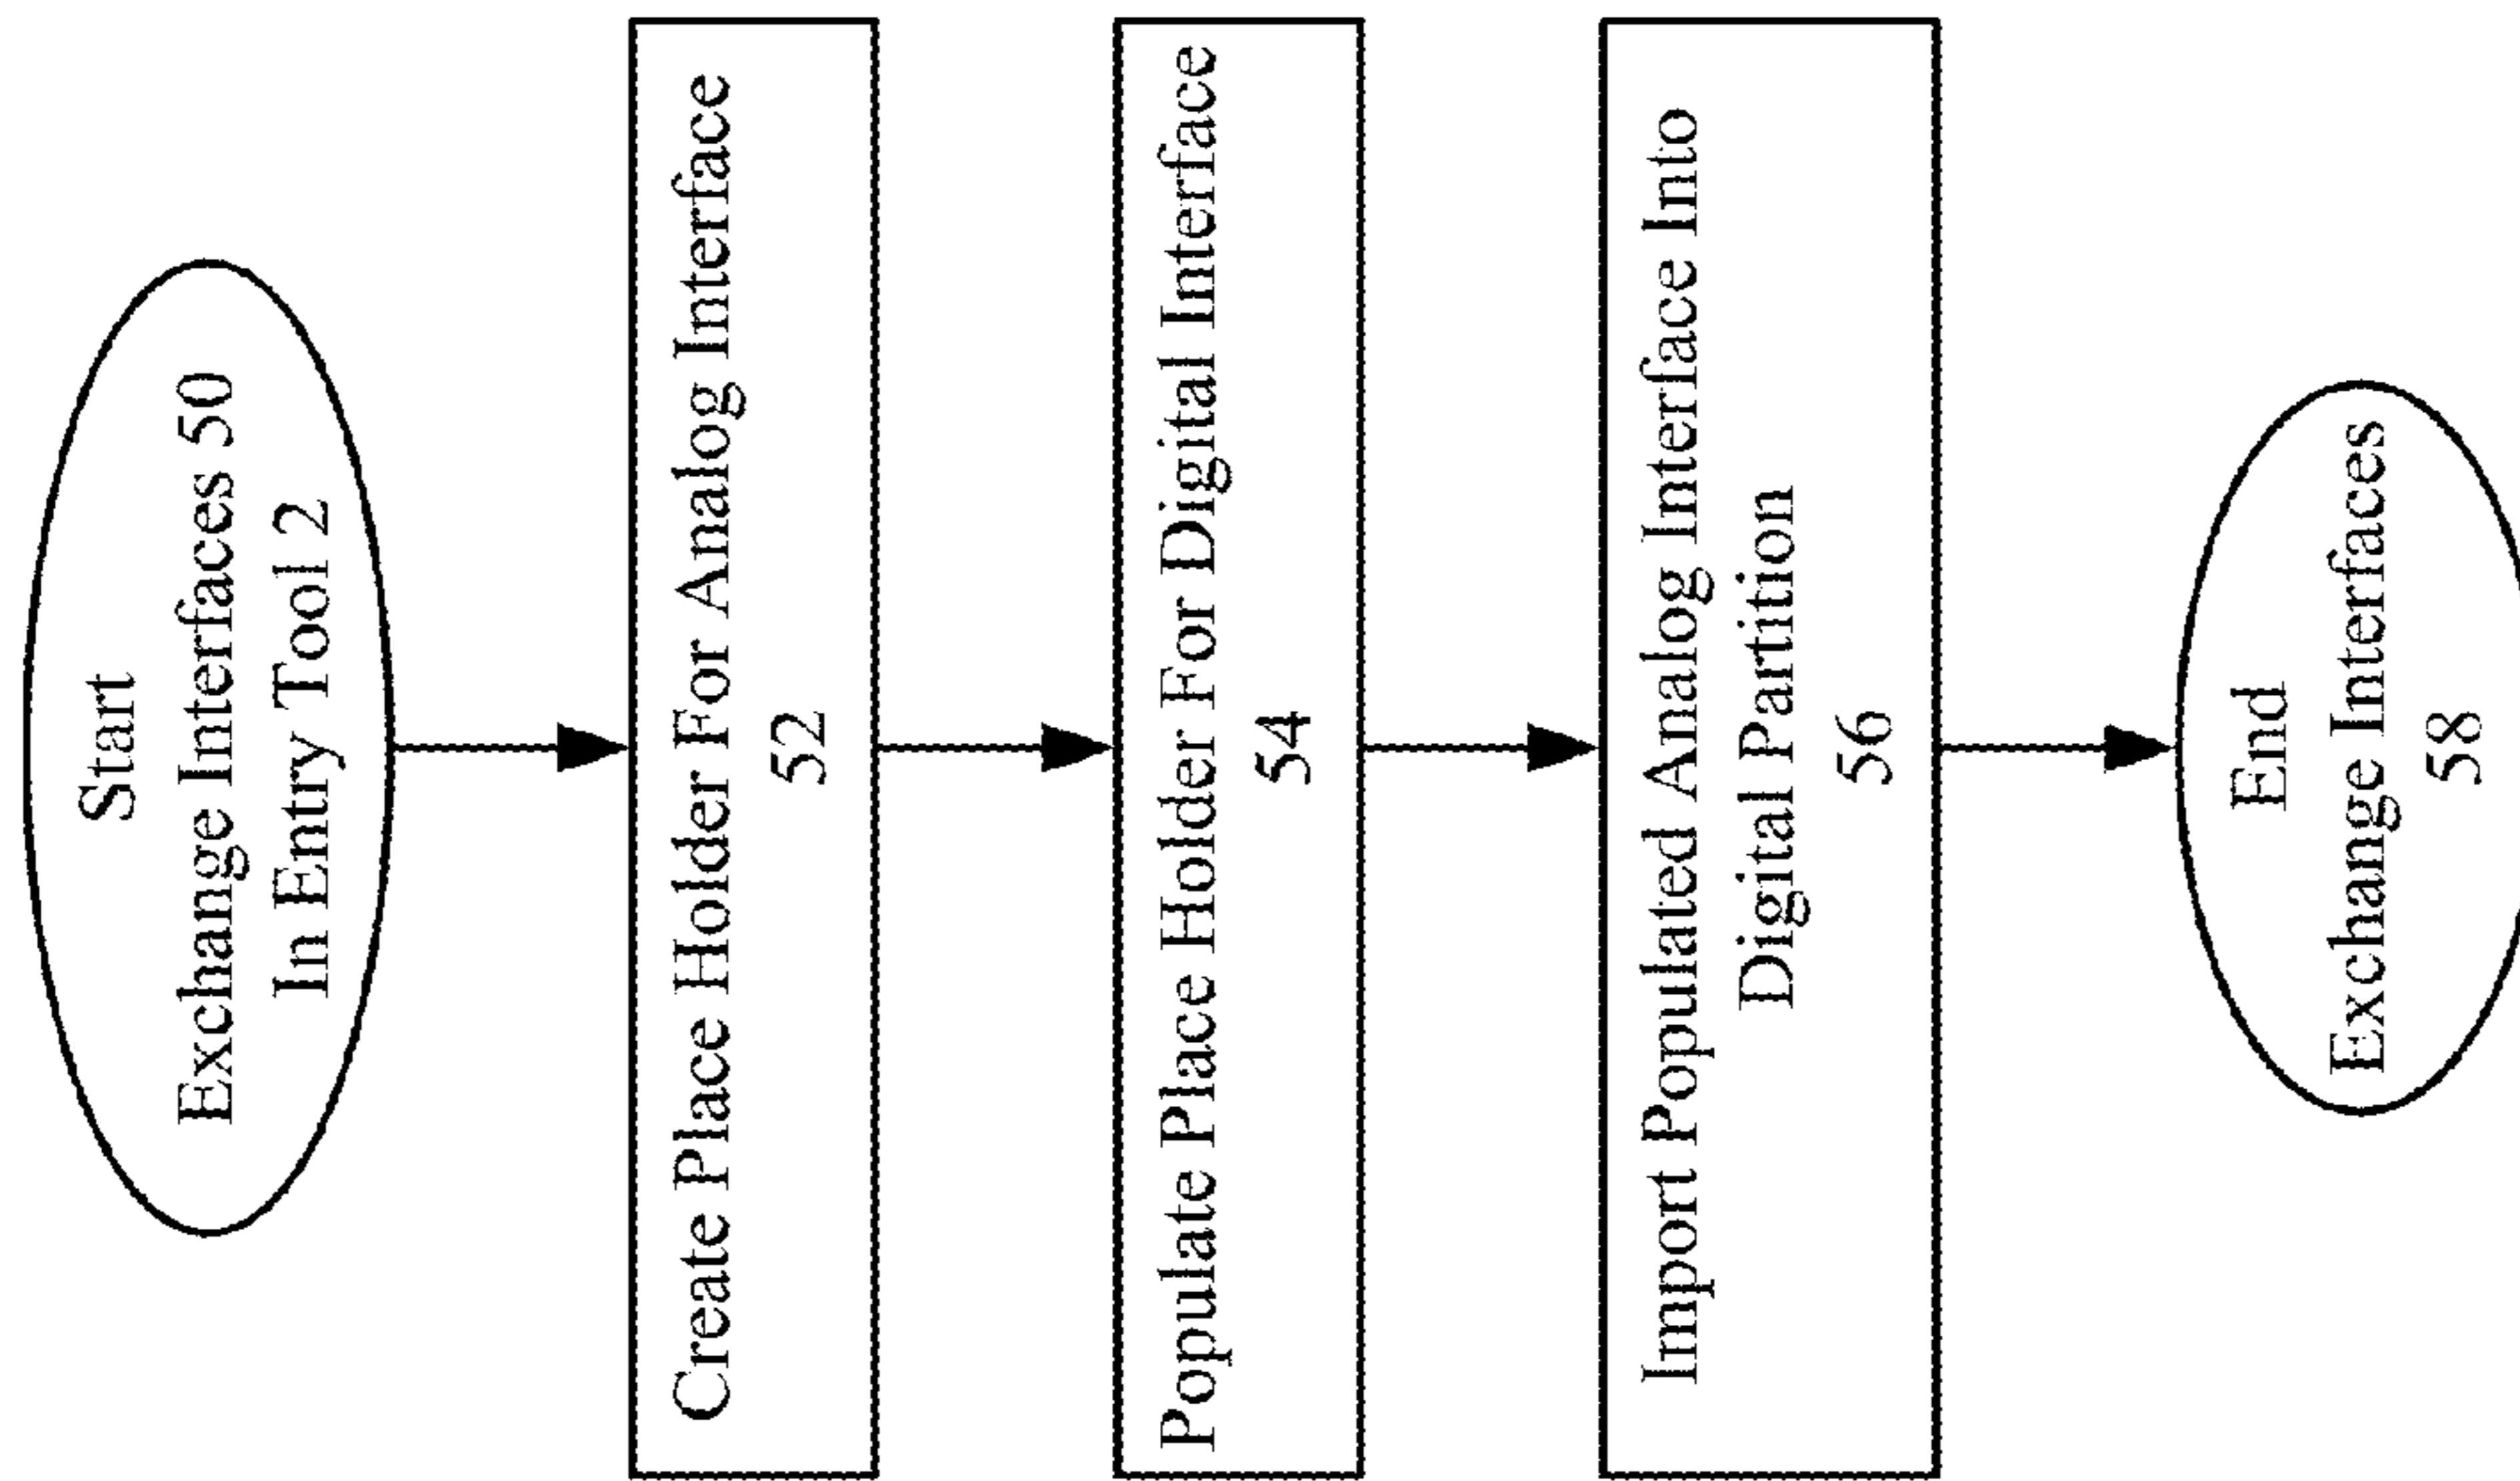 Start
Exchange Interfaces 50
In Entry Tool 2
Create Place Holder For Analog Interface
52
Populate Place Holder For Digital Interface
54
Import Populated Analog Interface Into
Digital Partition
56
End
Exchange Interfaces
58